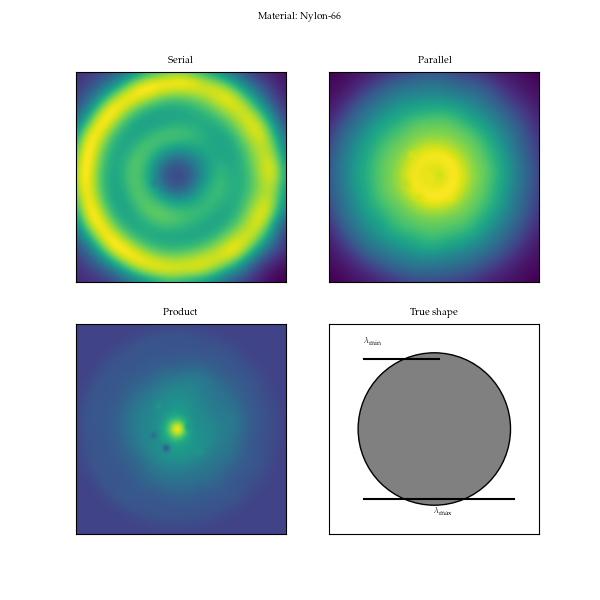 Material: Nylon-66
Serial
Parallel
Product
True shape
λmin
λmax